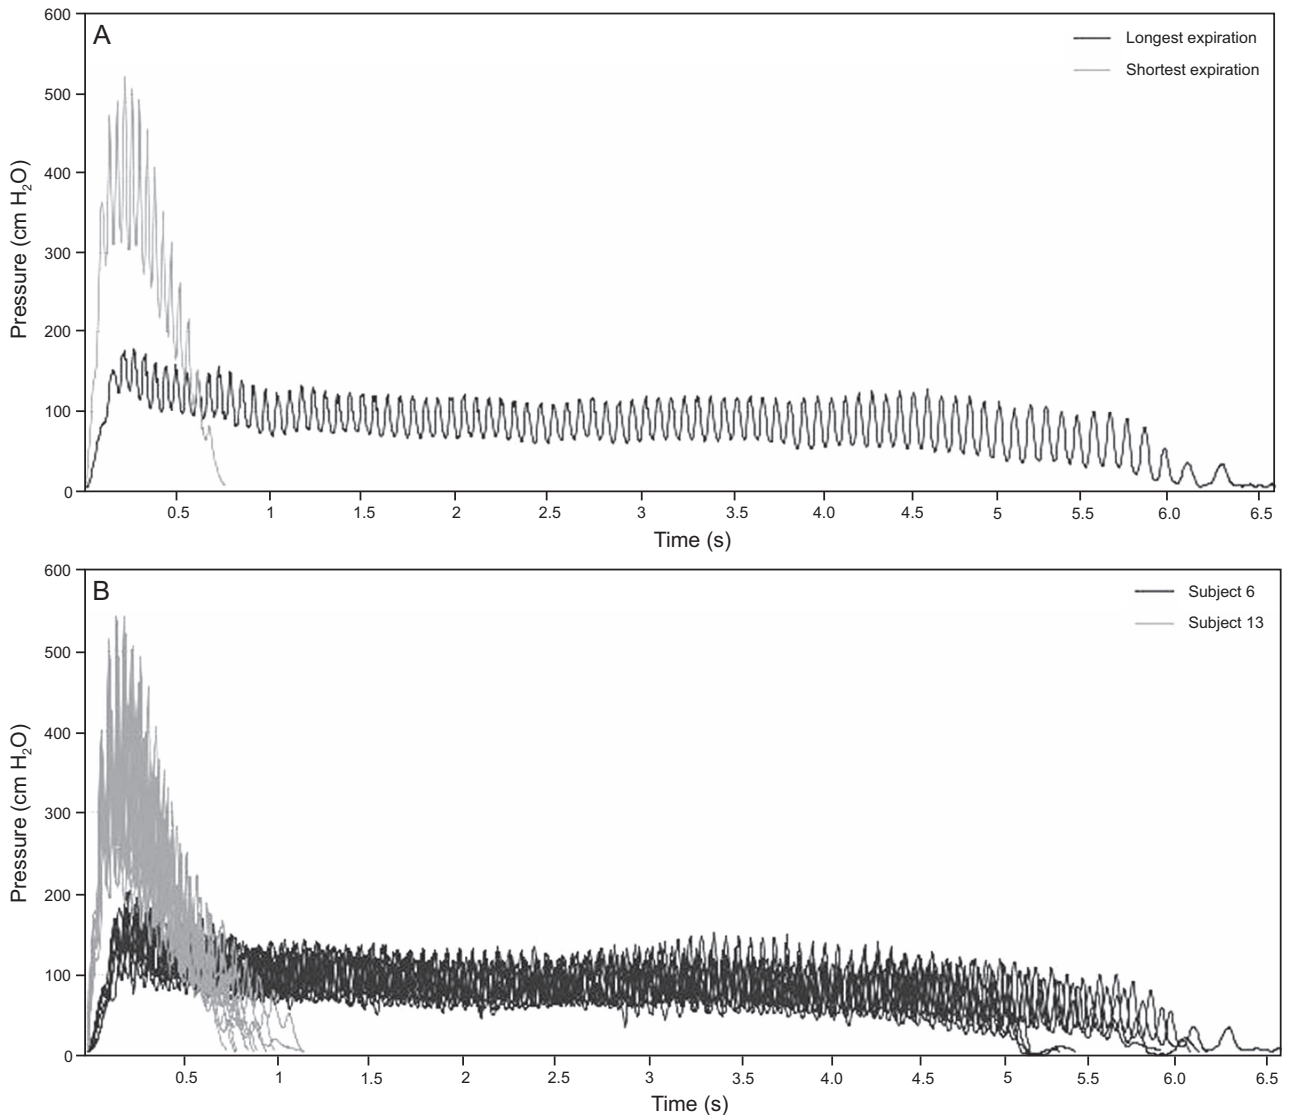 A
Longest expiration
Shortest expiration
Pressure (cm H₂O)
600
500
400
300
200
100
0
0.5 1 1.5 2 2.5 3 3.5 4.0 4.5 5 5.5 6.0 6.5
Time (s)
B
Subject 6
Subject 13
Pressure (cm H₂O)
600
500
400
300
200
100
0
0.5 1 1.5 2 2.5 3 3.5 4.0 4.5 5 5.5 6.0 6.5
Time (s)